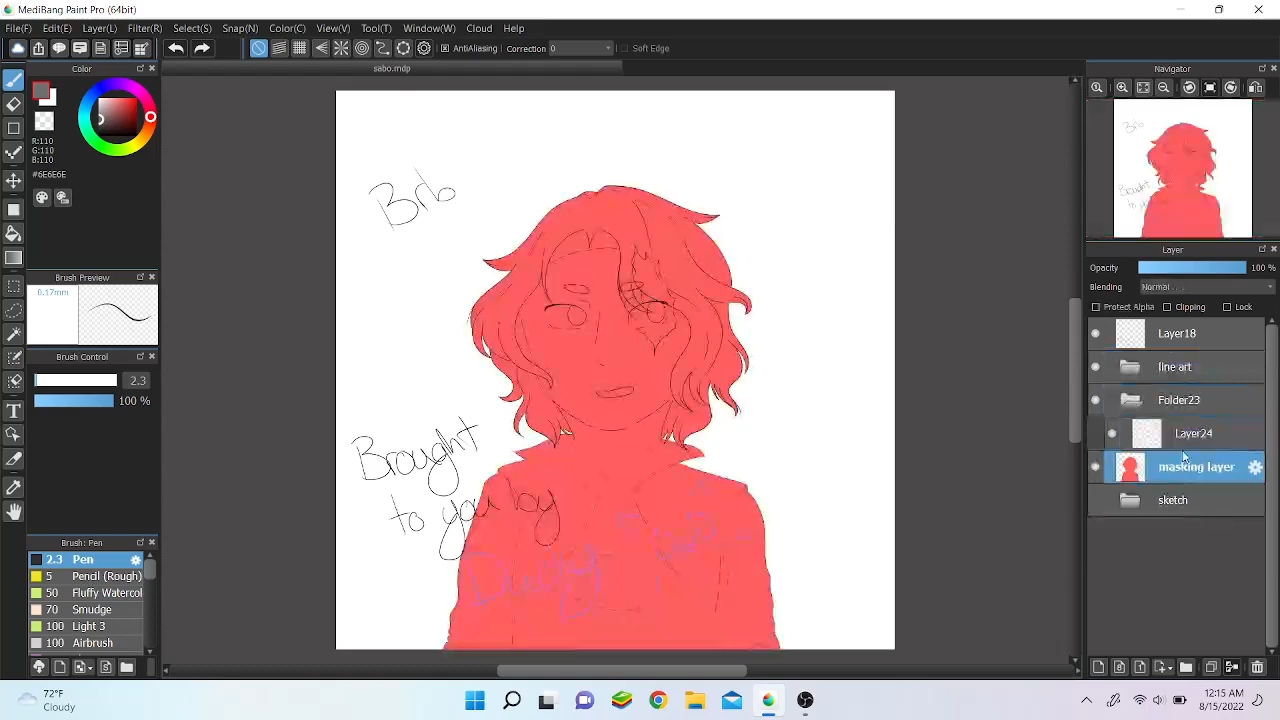 MediBang Paint Pro (64bit)
File(F) Edit(E) Layer(L) Filter(R) Select(S) Snap(N) Color(C) View(V) Tool(T) Window(W) Cloud Help
AntiAliasing Correction 0 Soft Edge
Color
sabo.mdp
Navigator
R:110
G:110
B:110
#6E6E6E
Brb
Brought
to you by
Brush Preview
0.17mm
Brush Control
2.3
100 %
Brush: Pen
2.3 Pen
5 Pencil (Rough)
50 Fluffy Watercol
70 Smudge
100 Light 3
100 Airbrush
Layer
Opacity 100 %
Blending Normal
Protect Alpha Clipping Lock
Layer18
line art
Folder23
Layer24
masking layer
sketch
72°F
Cloudy
12:15 AM
8/15/2022